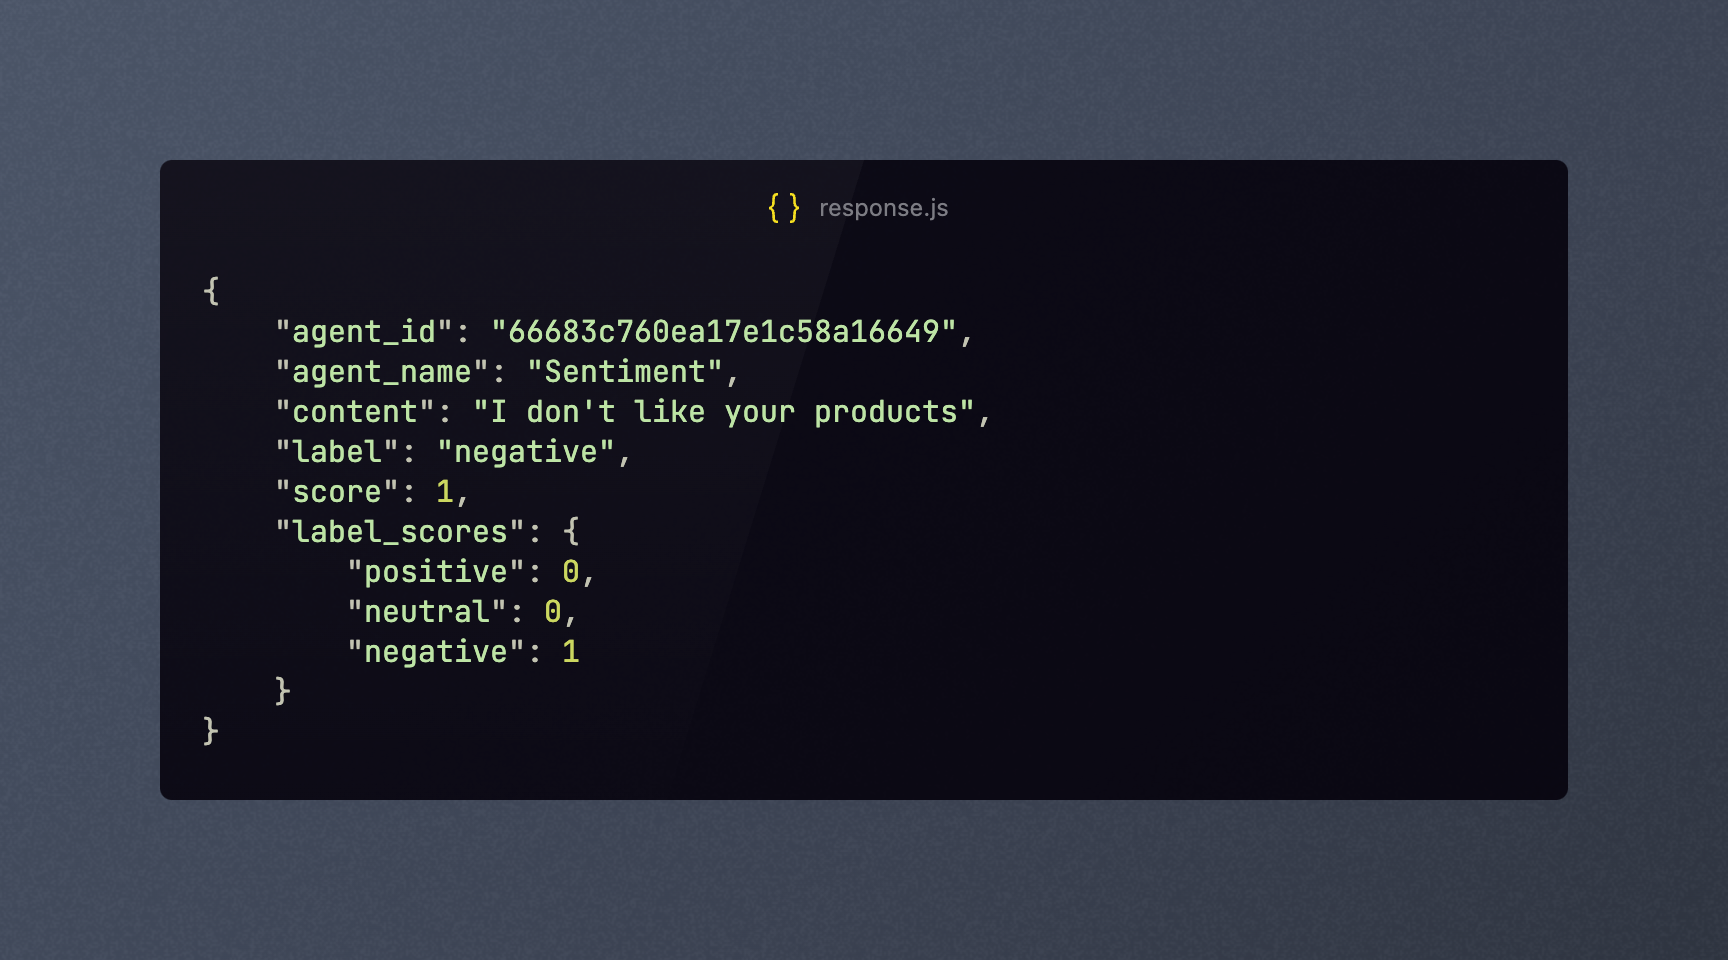 { } response.js
{
    "agent_id": "66683c760ea17e1c58a16649",
    "agent_name": "Sentiment",
    "content": "I don't like your products",
    "label": "negative",
    "score": 1,
    "label_scores": {
        "positive": 0,
        "neutral": 0,
        "negative": 1
    }
}